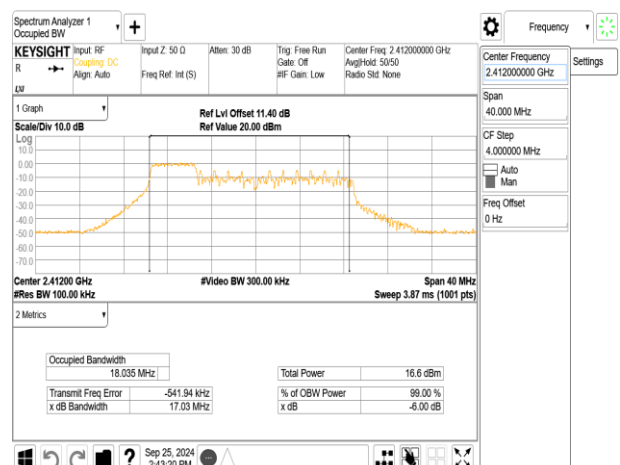 Spectrum Analyzer 1
Occupied BW
Frequency
KEYSIGHT
Input: RF
Coupling: DC
Align: Auto
Input Z: 50 Ω
Freq Ref: Int (S)
Atten: 30 dB
Trig: Free Run
Gate: Off
#IF Gain: Low
Center Freq: 2.412000000 GHz
Avg|Hold: 50/50
Radio Std: None
R
LXI
Center Frequency
2.412000000 GHz
Settings
Span
40.000 MHz
CF Step
4.000000 MHz
Auto
Man
Freq Offset
0 Hz
1 Graph
Scale/Div 10.0 dB
Ref Lvl Offset 11.40 dB
Ref Value 20.00 dBm
Log
10.0
0.00
-10.0
-20.0
-30.0
-40.0
-50.0
-60.0
-70.0
Center 2.41200 GHz
#Res BW 100.00 kHz
#Video BW 300.00 kHz
Span 40 MHz
Sweep 3.87 ms (1001 pts)
2 Metrics
Occupied Bandwidth
18.035 MHz
Total Power 16.6 dBm
Transmit Freq Error -541.94 kHz
% of OBW Power 99.00 %
x dB Bandwidth 17.03 MHz
x dB -6.00 dB
?
Sep 25, 2024
2:43:20 PM